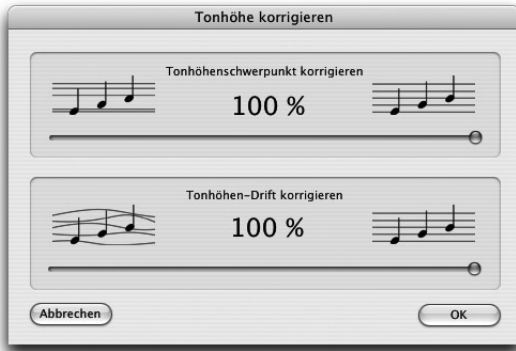 Tonhöhe korrigieren
Tonhöhenschwerpunkt korrigieren
100 %
Tonhöhen-Drift korrigieren
100 %
Abbrechen
OK